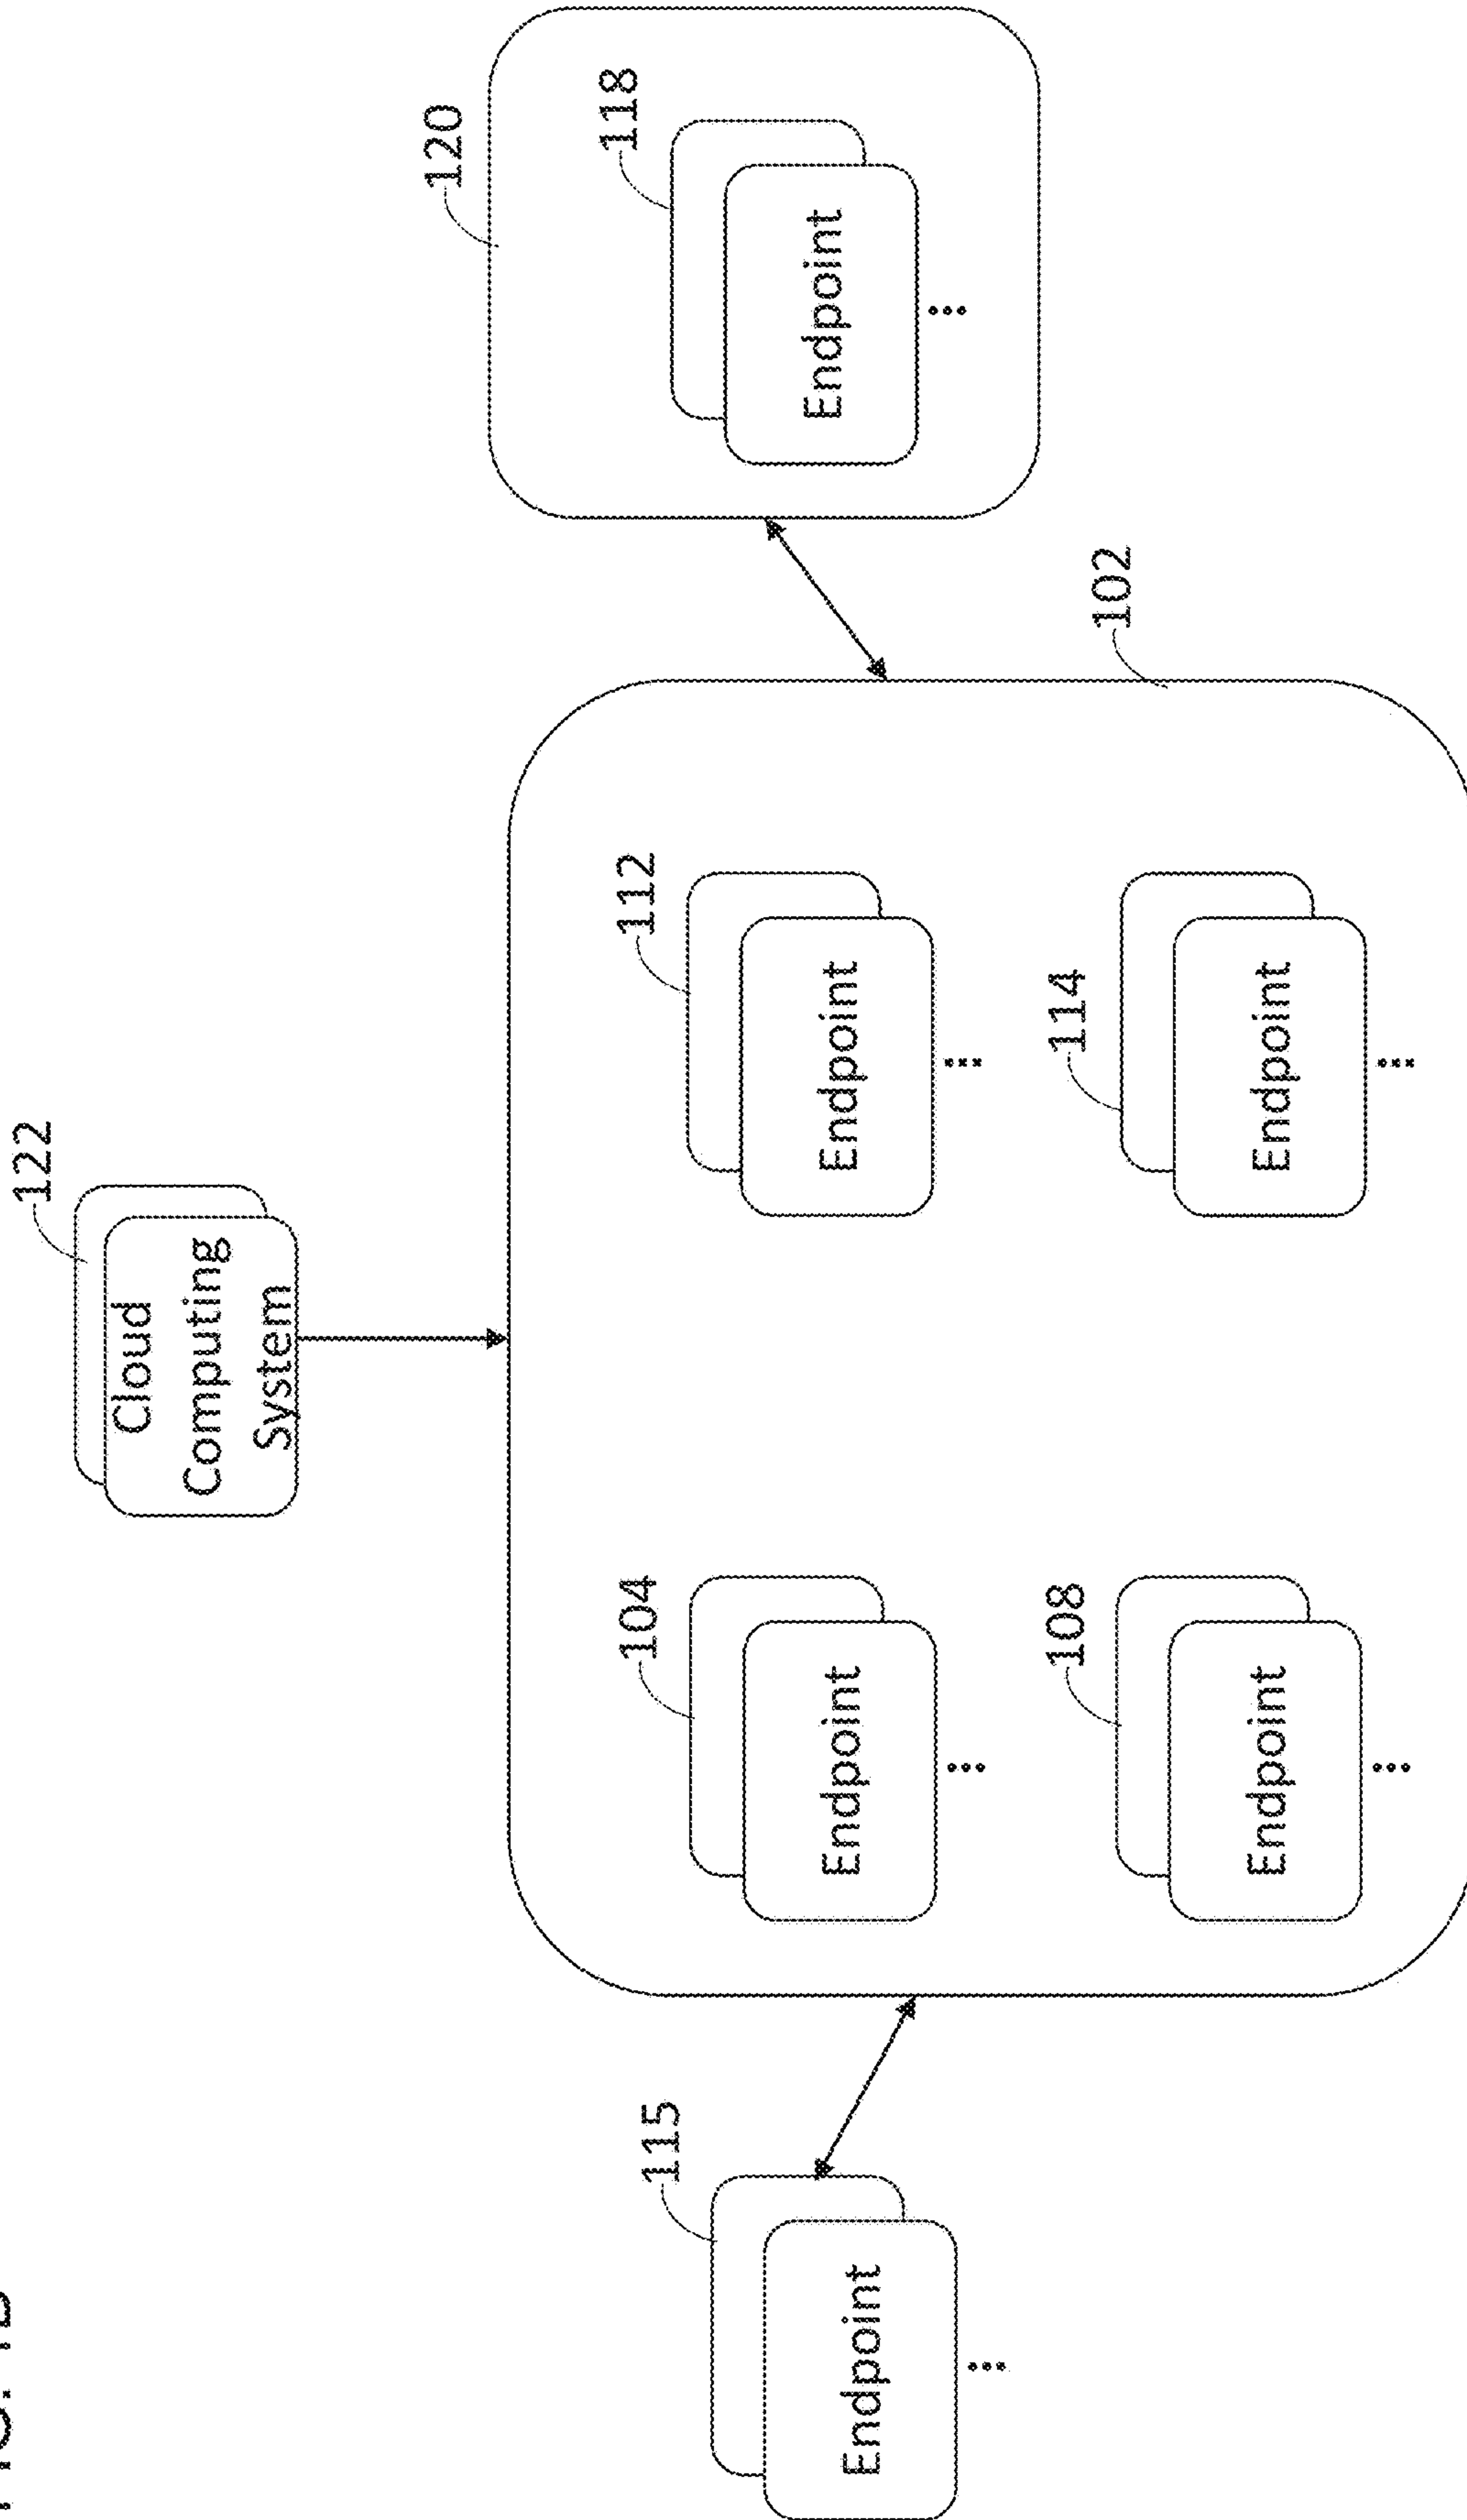 122
Cloud
Computing
System
120
118
Endpoint
...
115
Endpoint
...
104
Endpoint
...
112
Endpoint
...
102
108
Endpoint
...
114
Endpoint
...